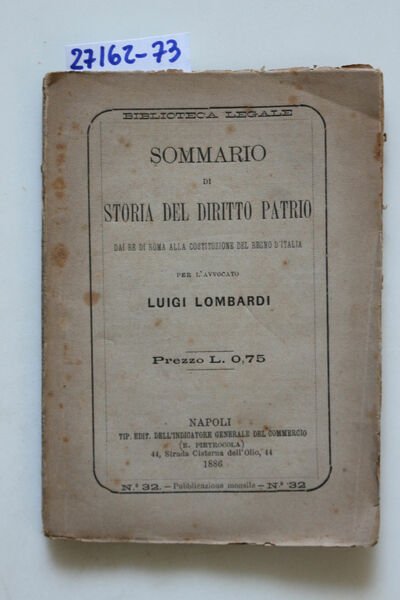 27162-73
BIBLIOTECA LEGALE
SOMMARIO
DI
STORIA DEL DIRITTO PATRIO
DAI RE DI ROMA ALLA COSTITUZIONE DEL REGNO D'ITALIA
PER L'AVVOCATO
LUIGI LOMBARDI
Prezzo L. 0,75
NAPOLI
TIP. EDIT. DELL'INDICATORE GENERALE DEL COMMERCIO
(E. PIETROCOLA)
44, Strada Cisterna dell'Olio, 44
1886
N.º 32. — Pubblicazione mensile — N.º 32